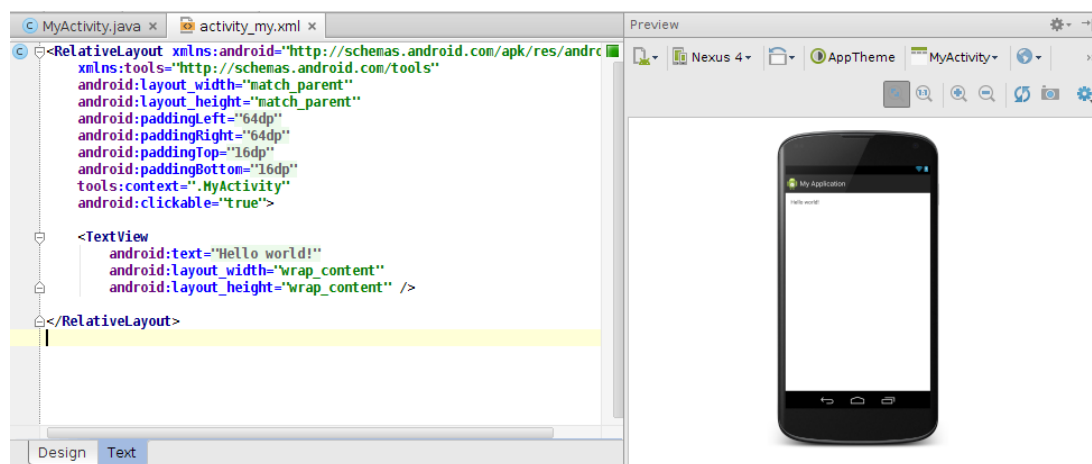 MyActivity.java
activity_my.xml
Preview
<RelativeLayout xmlns:android="http://schemas.android.com/apk/res/andro
xmlns:tools="http://schemas.android.com/tools"
android:layout_width="match_parent"
android:layout_height="match_parent"
android:paddingLeft="64dp"
android:paddingRight="64dp"
android:paddingTop="16dp"
android:paddingBottom="16dp"
tools:context=".MyActivity"
android:clickable="true">
<TextView
android:text="Hello world!"
android:layout_width="wrap_content"
android:layout_height="wrap_content" />
</RelativeLayout>
Design Text
Nexus 4 AppTheme MyActivity
My Application
Hello world!